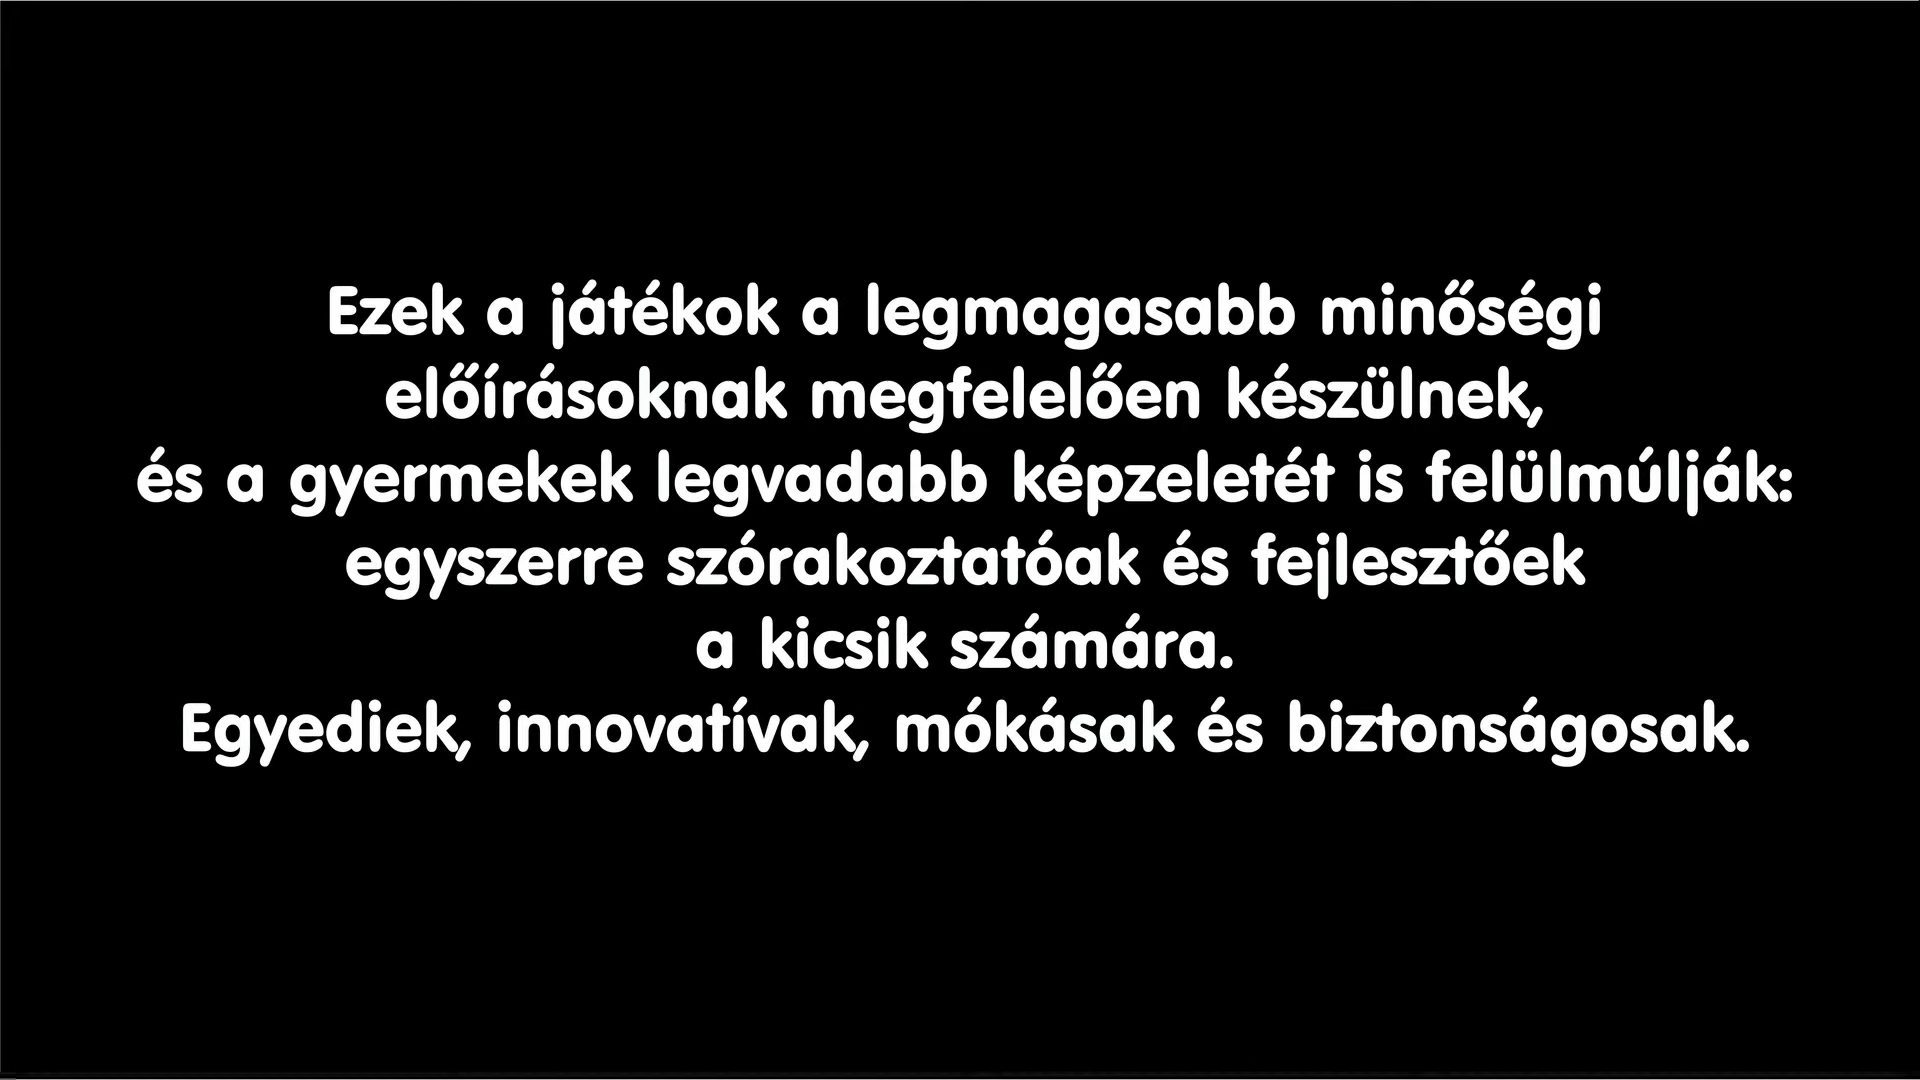 Ezek a játékok a legmagasabb minőségi
előírásoknak megfelelően készülnek,
és a gyermekek legvadabb képzeletét is felülmúlják:
egyszerre szórakoztatóak és fejlesztőek
a kicsik számára.
Egyediek, innovatívak, mókásak és biztonságosak.